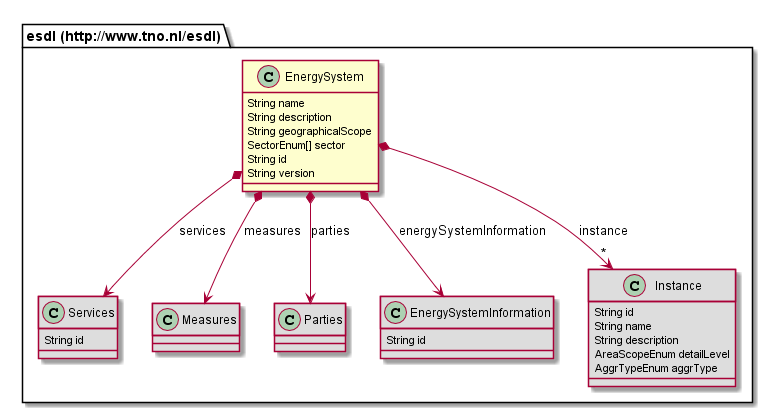 esdl (http://www.tno.nl/esdl)
C EnergySystem
String name
String description
String geographicalScope
SectorEnum[] sector
String id
String version
services
measures
parties
energySystemInformation
instance
*
C Services
String id
C Measures
C Parties
C EnergySystemInformation
String id
C Instance
String id
String name
String description
AreaScopeEnum detailLevel
AggrTypeEnum aggrType